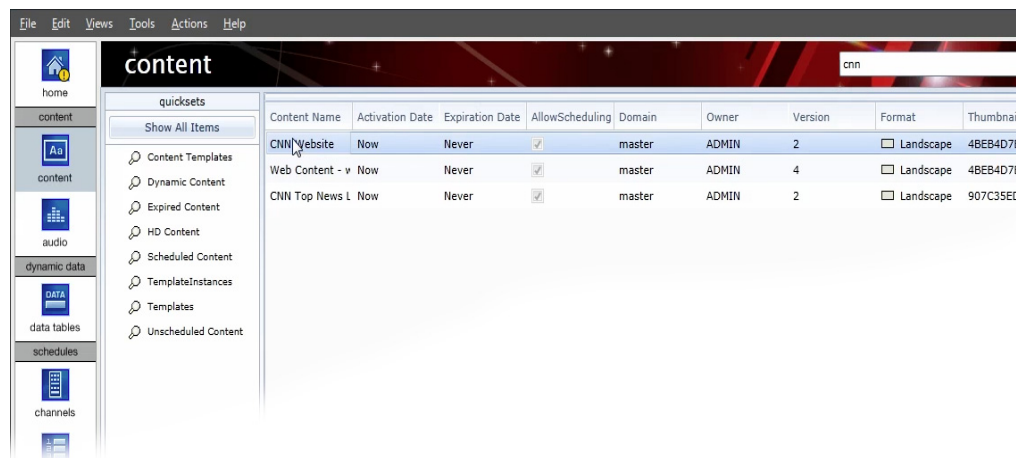 File Edit Views Tools Actions Help
content
cnn
home
content
Aa
content
audio
dynamic data
DATA
data tables
schedules
channels
quicksets
Show All Items
Content Templates
Dynamic Content
Expired Content
HD Content
Scheduled Content
TemplateInstances
Templates
Unscheduled Content
Content Name Activation Date Expiration Date AllowScheduling Domain Owner Version Format Thumbnai
CNN Website Now Never master ADMIN 2 Landscape 4BEB4D7
Web Content - w Now Never master ADMIN 4 Landscape 4BEB4D7
CNN Top News L Now Never master ADMIN 2 Landscape 907C35E